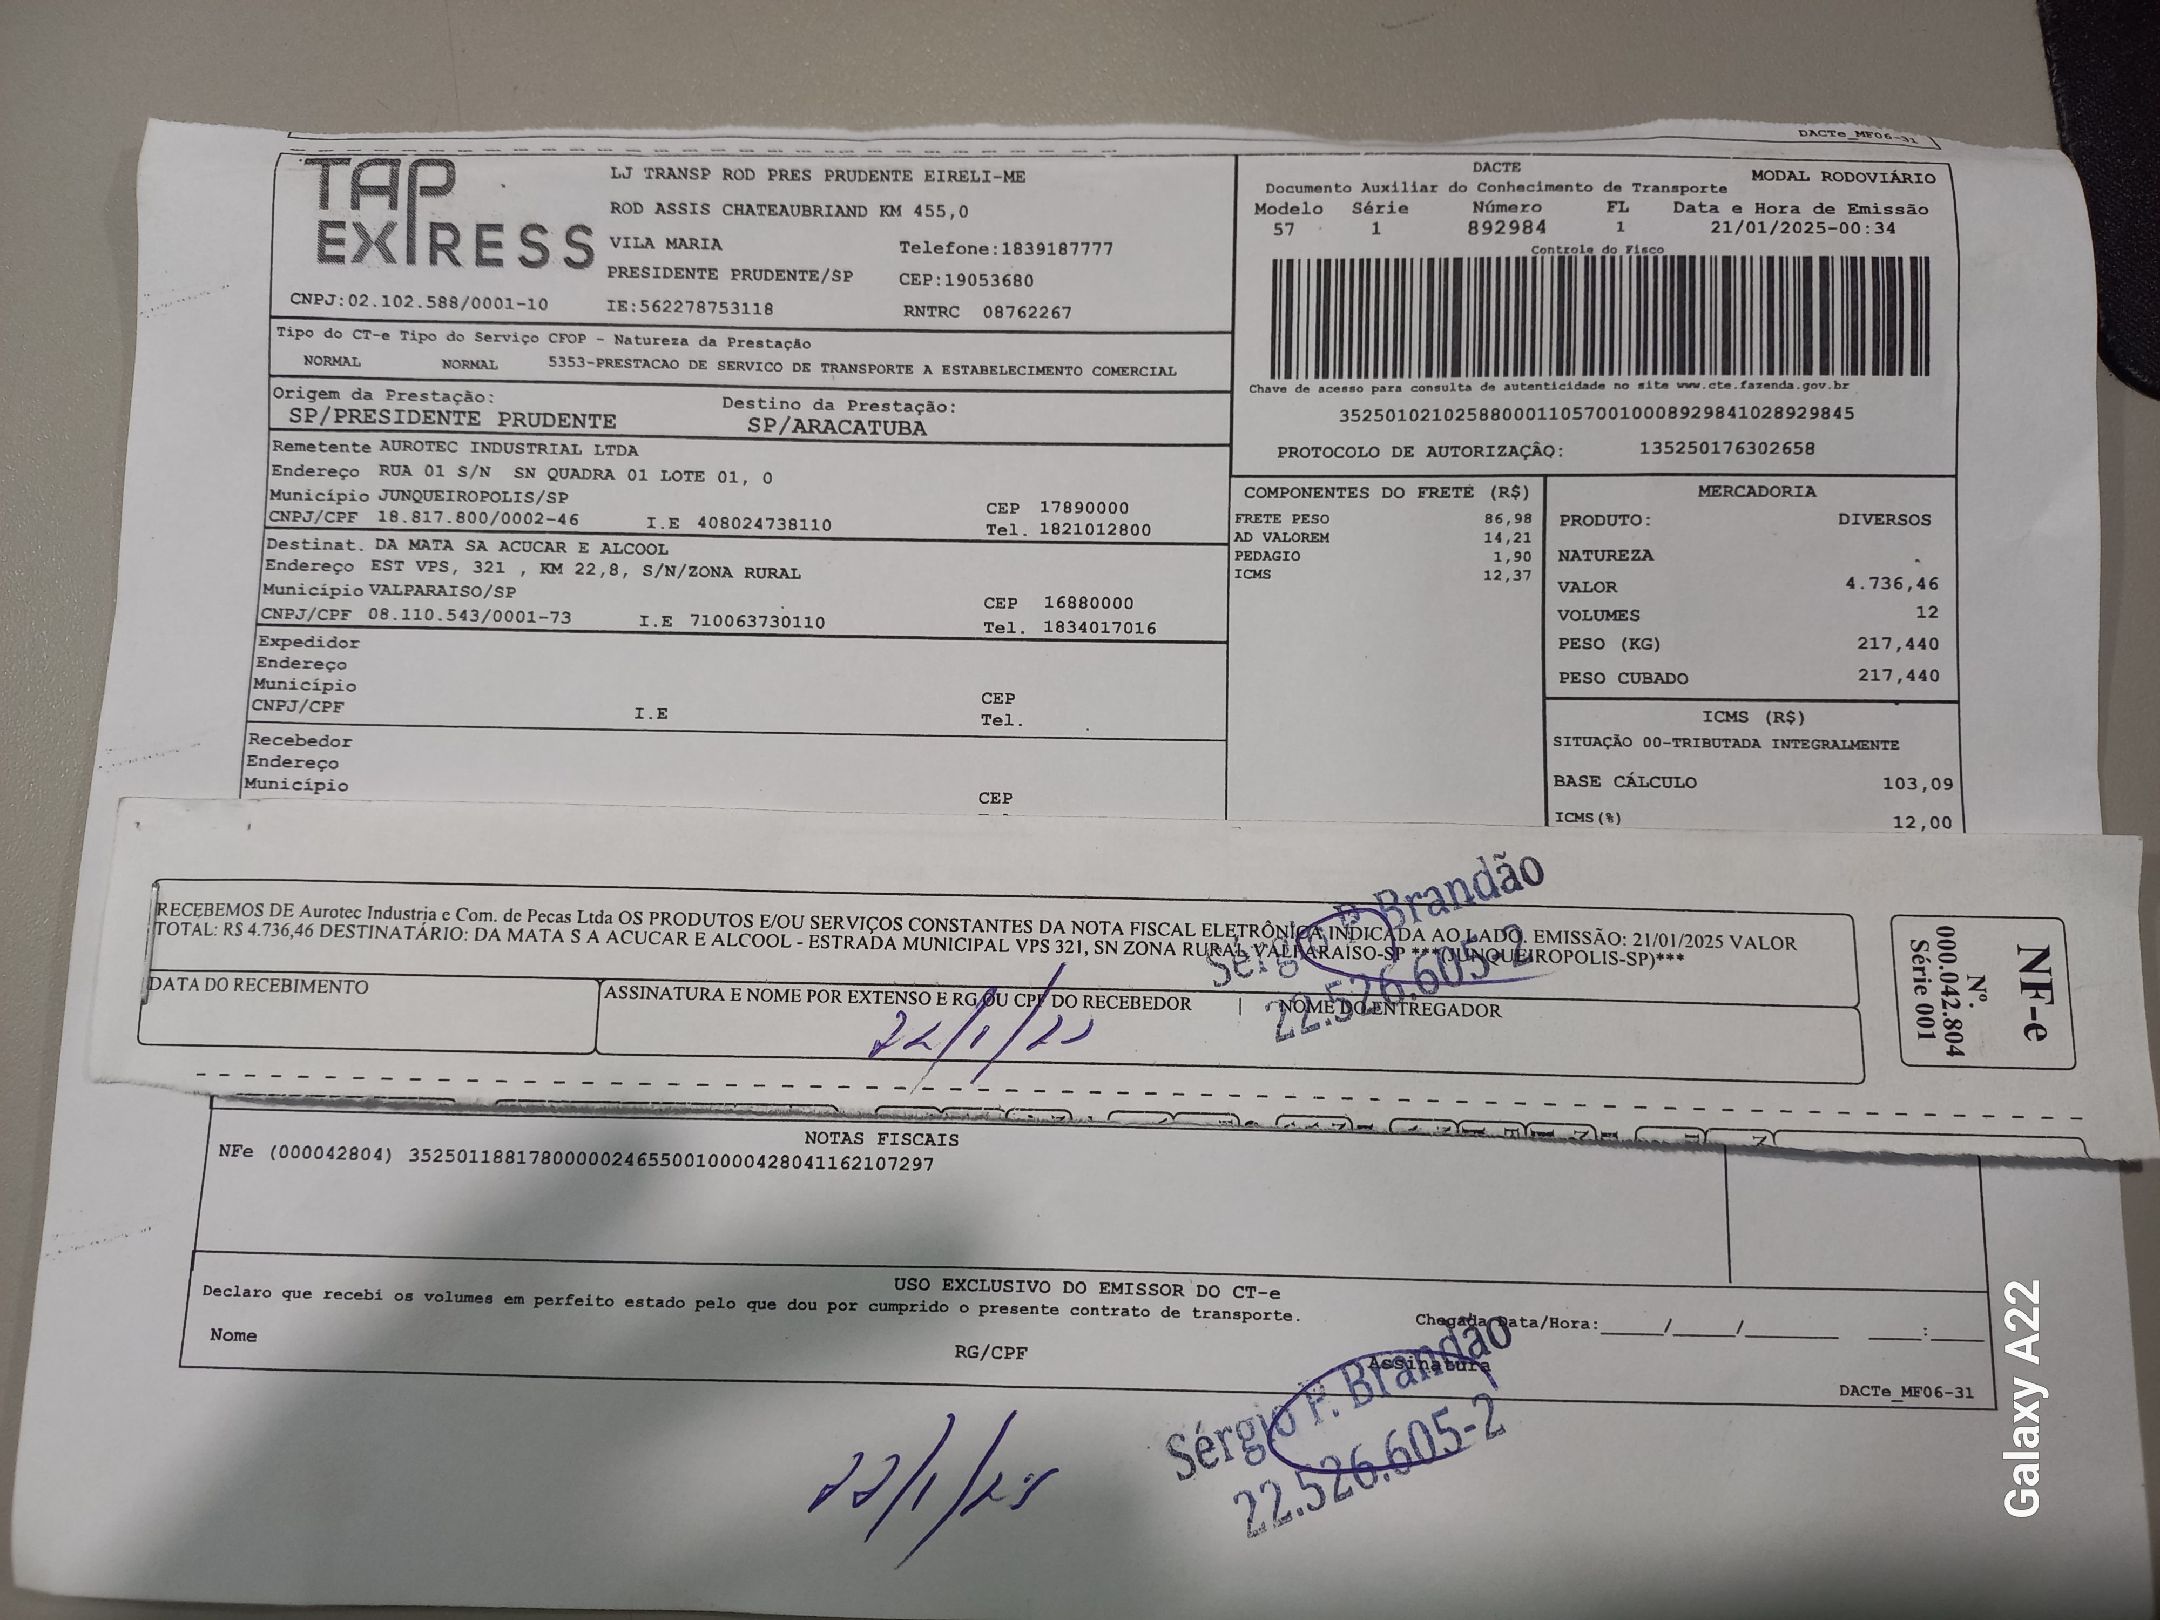 DACTe_MF06-31
TAP EXPRESS
LJ TRANSP ROD PRES PRUDENTE EIRELI-ME
ROD ASSIS CHATEAUBRIAND KM 455,0
VILA MARIA Telefone:1839187777
PRESIDENTE PRUDENTE/SP CEP:19053680
CNPJ:02.102.588/0001-10 IE:562278753118 RNTRC 08762267
DACTE MODAL RODOVIÁRIO
Documento Auxiliar do Conhecimento de Transporte
Modelo Série Número FL Data e Hora de Emissão
57 1 892984 1 21/01/2025-00:34
Controle do Fisco
Chave de acesso para consulta de autenticidade no site www.cte.fazenda.gov.br
35250102102588000110570010008929841028929845
PROTOCOLO DE AUTORIZAÇÃO: 135250176302658
Tipo do CT-e Tipo do Serviço CFOP - Natureza da Prestação
NORMAL NORMAL 5353-PRESTACAO DE SERVICO DE TRANSPORTE A ESTABELECIMENTO COMERCIAL
Origem da Prestação: Destino da Prestação:
SP/PRESIDENTE PRUDENTE SP/ARACATUBA
Remetente AUROTEC INDUSTRIAL LTDA
Endereço RUA 01 S/N SN QUADRA 01 LOTE 01, 0
Município JUNQUEIROPOLIS/SP CEP 17890000
CNPJ/CPF 18.817.800/0002-46 I.E 408024738110 Tel. 1821012800
Destinat. DA MATA SA ACUCAR E ALCOOL
Endereço EST VPS, 321 , KM 22,8, S/N/ZONA RURAL
Município VALPARAISO/SP CEP 16880000
CNPJ/CPF 08.110.543/0001-73 I.E 710063730110 Tel. 1834017016
Expedidor
Endereço
Município CEP
CNPJ/CPF I.E Tel.
Recebedor
Endereço
Município CEP
COMPONENTES DO FRETE (R$)
FRETE PESO 86,98
AD VALOREM 14,21
PEDAGIO 1,90
ICMS 12,37
MERCADORIA
PRODUTO: DIVERSOS
NATUREZA .
VALOR 4.736,46
VOLUMES 12
PESO (KG) 217,440
PESO CUBADO 217,440
ICMS (R$)
SITUAÇÃO 00-TRIBUTADA INTEGRALMENTE
BASE CÁLCULO 103,09
ICMS(%) 12,00
RECEBEMOS DE Aurotec Industria e Com. de Pecas Ltda OS PRODUTOS E/OU SERVIÇOS CONSTANTES DA NOTA FISCAL ELETRÔNICA INDICADA AO LADO. EMISSÃO: 21/01/2025 VALOR
TOTAL: R$ 4.736,46 DESTINATÁRIO: DA MATA S A ACUCAR E ALCOOL - ESTRADA MUNICIPAL VPS 321, SN ZONA RURAL VALPARAISO-SP ***(JUNQUEIROPOLIS-SP)***
DATA DO RECEBIMENTO ASSINATURA E NOME POR EXTENSO E RG OU CPF DO RECEBEDOR | NOME DO ENTREGADOR
22/1/25
Sérgio P. Brandão
22.526.605-2
NF-e
Nº.
000.042.804
Série 001
NOTAS FISCAIS
NFe (000042804) 35250118817800000246550010000428041162107297
USO EXCLUSIVO DO EMISSOR DO CT-e
Declaro que recebi os volumes em perfeito estado pelo que dou por cumprido o presente contrato de transporte.
Chegada Data/Hora:_____/_____/_______ ____:____
Nome RG/CPF Assinatura
DACTe_MF06-31
22/1/25
Sérgio P. Brandão
22.526.605-2
Galaxy A22